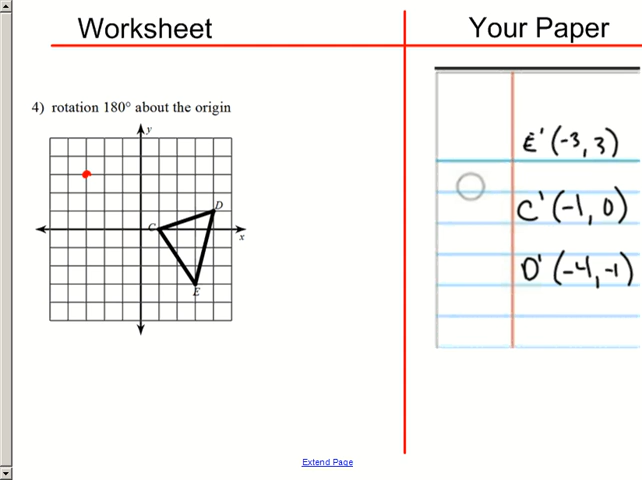 Worksheet
Your Paper
4) rotation 180° about the origin
y
D
C
x
E
E' (-3, 3)
C' (-1, 0)
D' (-4, -1)
Extend Page